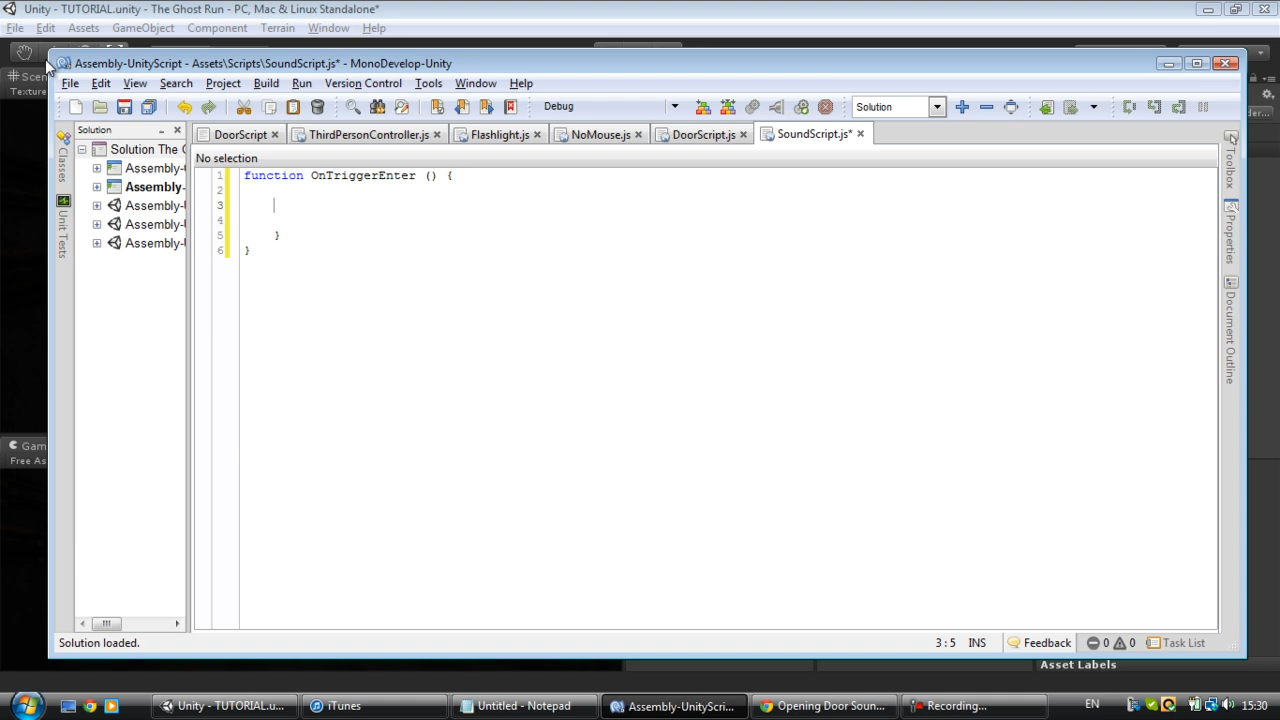 Unity - TUTORIAL.unity - The Ghost Run - PC, Mac & Linux Standalone*
File Edit Assets GameObject Component Terrain Window Help
Scen
Texture
Assembly-UnityScript - Assets\Scripts\SoundScript.js* - MonoDevelop-Unity
File Edit View Search Project Build Run Version Control Tools Window Help
Debug Solution
der...
Solution
DoorScript ThirdPersonController.js Flashlight.js NoMouse.js DoorScript.js SoundScript.js*
Solution The G
Assembly-
Assembly-
Assembly-
Assembly-
Assembly-
Classes
Unit Tests
No selection
1 function OnTriggerEnter () {
2
3
4
5 }
6 }
Toolbox
Properties
Document Outline
Gam
Free As
Solution loaded.
3:5 INS Feedback 0 0 Task List
Asset Labels
Unity - TUTORIAL.u... iTunes Untitled - Notepad Assembly-UnityScri... Opening Door Soun... Recording... EN 15:30